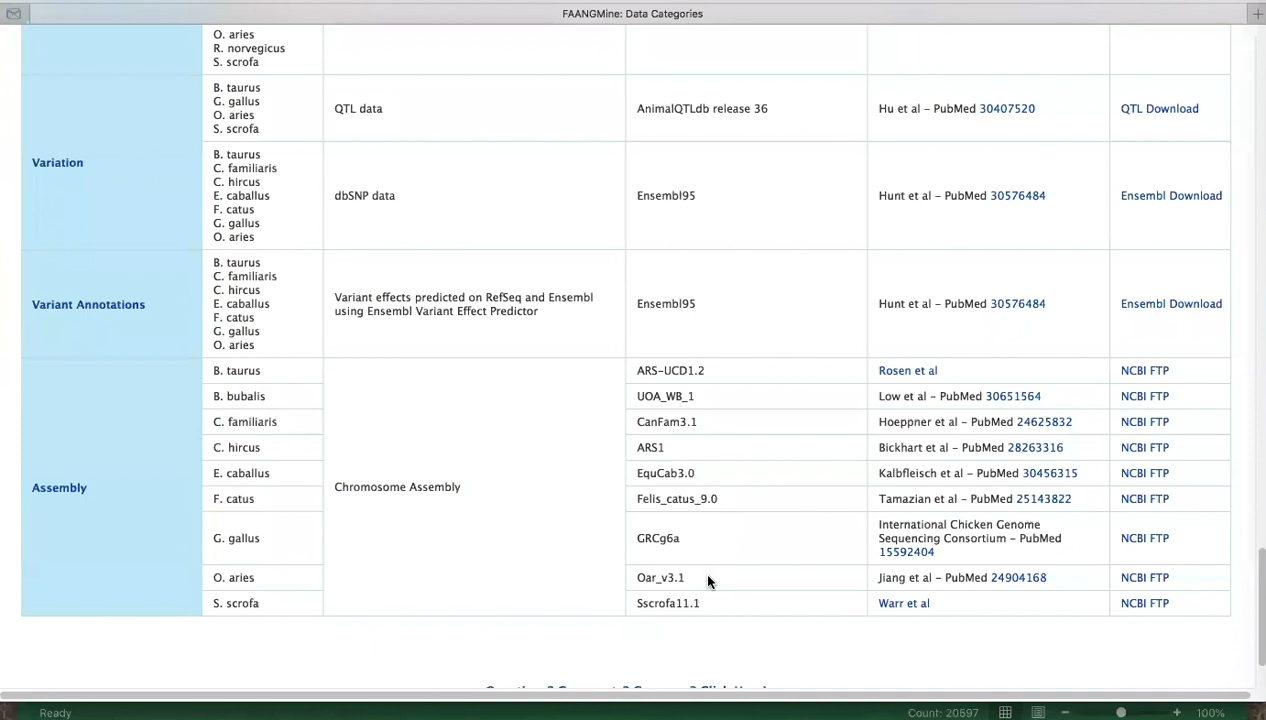 FAANGMine: Data Categories
O. aries
R. norvegicus
S. scrofa
Variation
B. taurus
G. gallus
O. aries
S. scrofa
QTL data
AnimalQTLdb release 36
Hu et al - PubMed 30407520
QTL Download
B. taurus
C. familiaris
C. hircus
E. caballus
F. catus
G. gallus
O. aries
dbSNP data
Ensembl95
Hunt et al - PubMed 30576484
Ensembl Download
Variant Annotations
B. taurus
C. familiaris
C. hircus
E. caballus
F. catus
G. gallus
O. aries
Variant effects predicted on RefSeq and Ensembl
using Ensembl Variant Effect Predictor
Ensembl95
Hunt et al - PubMed 30576484
Ensembl Download
Assembly
Chromosome Assembly
B. taurus ARS-UCD1.2 Rosen et al NCBI FTP
B. bubalis UOA_WB_1 Low et al - PubMed 30651564 NCBI FTP
C. familiaris CanFam3.1 Hoeppner et al - PubMed 24625832 NCBI FTP
C. hircus ARS1 Bickhart et al - PubMed 28263316 NCBI FTP
E. caballus EquCab3.0 Kalbfleisch et al - PubMed 30456315 NCBI FTP
F. catus Felis_catus_9.0 Tamazian et al - PubMed 25143822 NCBI FTP
G. gallus GRCg6a
International Chicken Genome
Sequencing Consortium - PubMed
15592404
NCBI FTP
O. aries Oar_v3.1 Jiang et al - PubMed 24904168 NCBI FTP
S. scrofa Sscrofa11.1 Warr et al NCBI FTP
Ready Count: 20597 100%